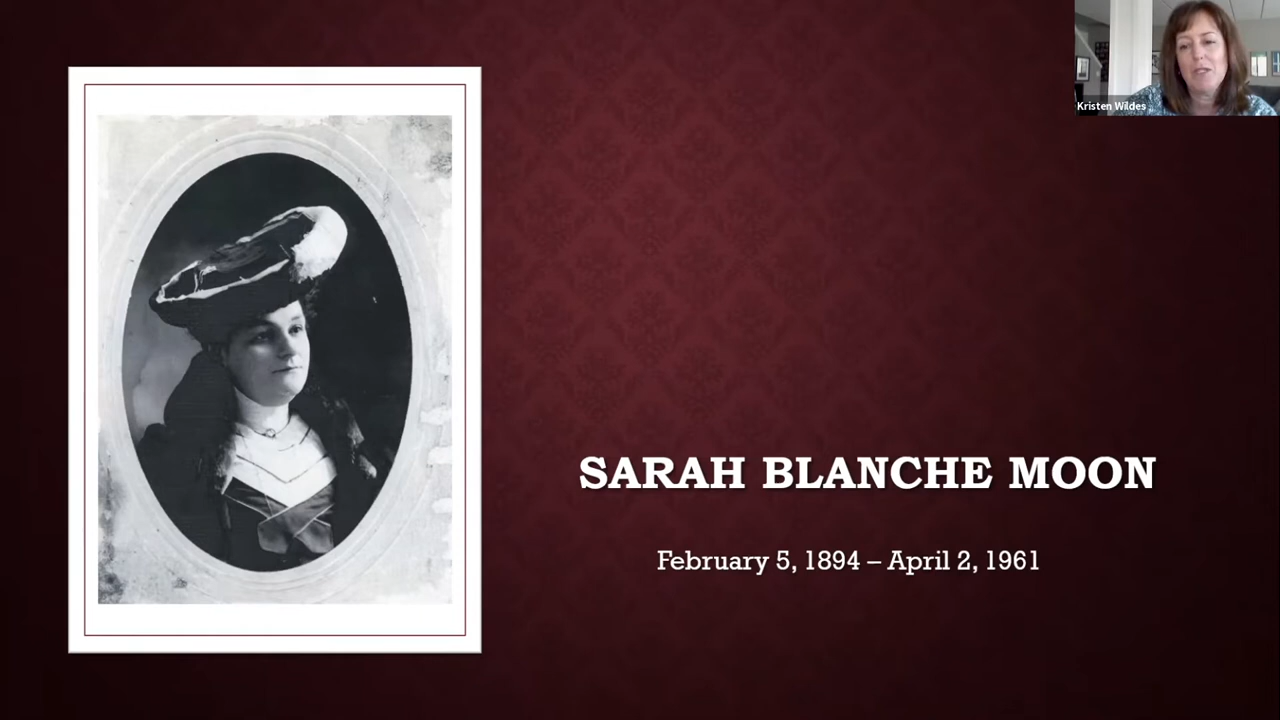 Kristen Wildes
SARAH BLANCHE MOON
February 5, 1894 – April 2, 1961